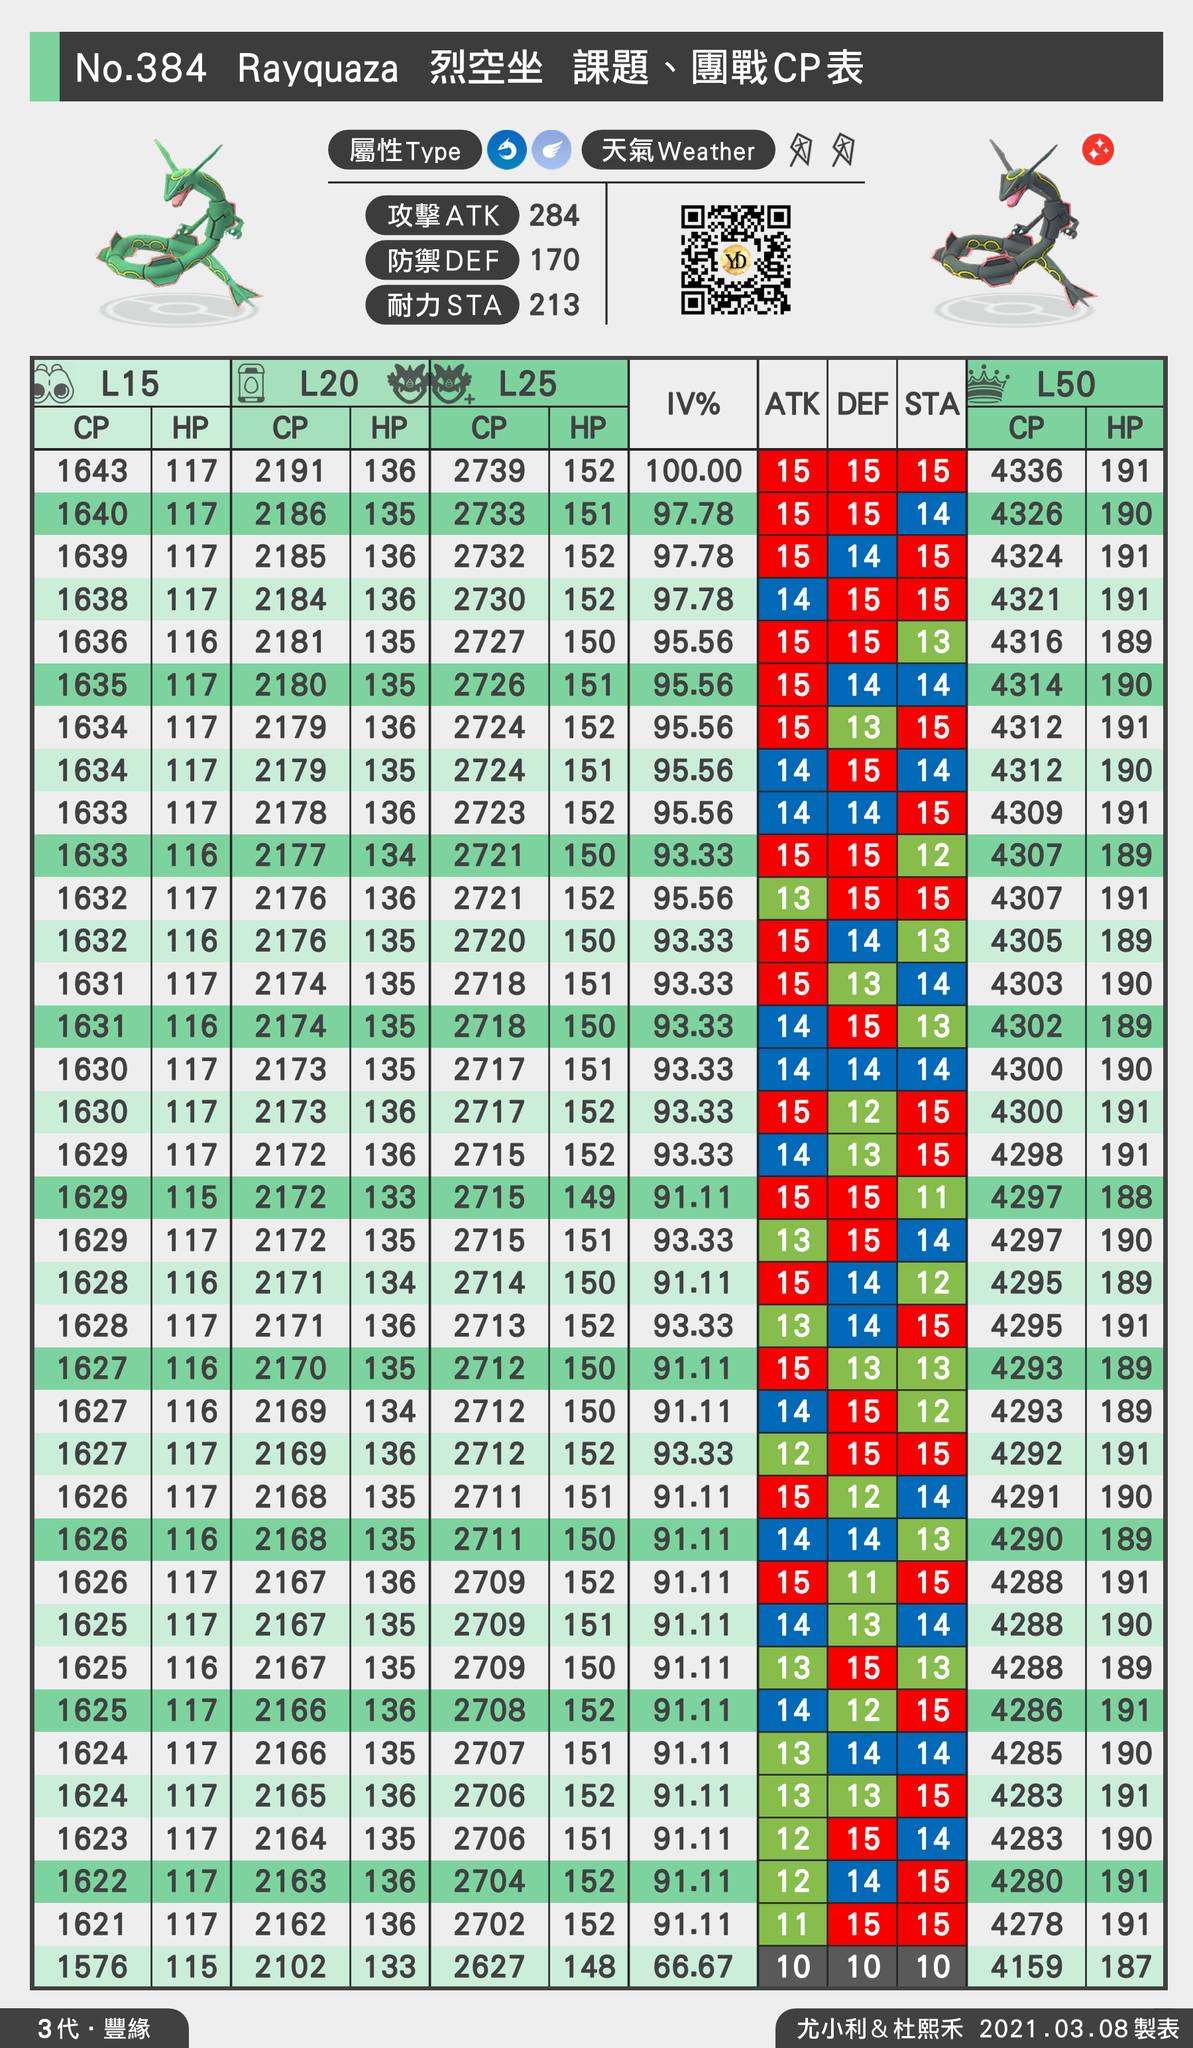 No.384 Rayquaza 烈空坐 課題、團戰CP表
屬性Type 天氣Weather
攻擊ATK 284
防禦DEF 170
YD
耐力STA 213
L15 L20 L25 IV% ATK DEF STA L50
CP HP CP HP CP HP CP HP
1643 117 2191 136 2739 152 100.00 15 15 15 4336 191
1640 117 2186 135 2733 151 97.78 15 15 14 4326 190
1639 117 2185 136 2732 152 97.78 15 14 15 4324 191
1638 117 2184 136 2730 152 97.78 14 15 15 4321 191
1636 116 2181 135 2727 150 95.56 15 15 13 4316 189
1635 117 2180 135 2726 151 95.56 15 14 14 4314 190
1634 117 2179 136 2724 152 95.56 15 13 15 4312 191
1634 117 2179 135 2724 151 95.56 14 15 14 4312 190
1633 117 2178 136 2723 152 95.56 14 14 15 4309 191
1633 116 2177 134 2721 150 93.33 15 15 12 4307 189
1632 117 2176 136 2721 152 95.56 13 15 15 4307 191
1632 116 2176 135 2720 150 93.33 15 14 13 4305 189
1631 117 2174 135 2718 151 93.33 15 13 14 4303 190
1631 116 2174 135 2718 150 93.33 14 15 13 4302 189
1630 117 2173 135 2717 151 93.33 14 14 14 4300 190
1630 117 2173 136 2717 152 93.33 15 12 15 4300 191
1629 117 2172 136 2715 152 93.33 14 13 15 4298 191
1629 115 2172 133 2715 149 91.11 15 15 11 4297 188
1629 117 2172 135 2715 151 93.33 13 15 14 4297 190
1628 116 2171 134 2714 150 91.11 15 14 12 4295 189
1628 117 2171 136 2713 152 93.33 13 14 15 4295 191
1627 116 2170 135 2712 150 91.11 15 13 13 4293 189
1627 116 2169 134 2712 150 91.11 14 15 12 4293 189
1627 117 2169 136 2712 152 93.33 12 15 15 4292 191
1626 117 2168 135 2711 151 91.11 15 12 14 4291 190
1626 116 2168 135 2711 150 91.11 14 14 13 4290 189
1626 117 2167 136 2709 152 91.11 15 11 15 4288 191
1625 117 2167 135 2709 151 91.11 14 13 14 4288 190
1625 116 2167 135 2709 150 91.11 13 15 13 4288 189
1625 117 2166 136 2708 152 91.11 14 12 15 4286 191
1624 117 2166 135 2707 151 91.11 13 14 14 4285 190
1624 117 2165 136 2706 152 91.11 13 13 15 4283 191
1623 117 2164 135 2706 151 91.11 12 15 14 4283 190
1622 117 2163 136 2704 152 91.11 12 14 15 4280 191
1621 117 2162 136 2702 152 91.11 11 15 15 4278 191
1576 115 2102 133 2627 148 66.67 10 10 10 4159 187
3代·豐緣
尤小利&杜熙禾 2021.03.08製表